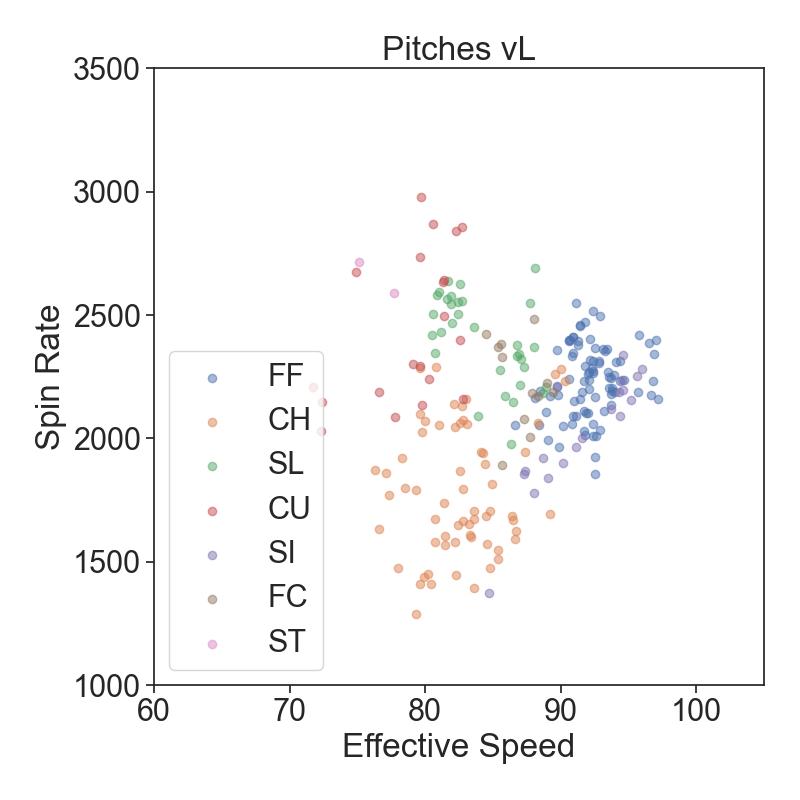 Pitches vL
3500
3000
2500
2000
1500
1000
Spin Rate
FF
CH
SL
CU
SI
FC
ST
60 70 80 90 100
Effective Speed